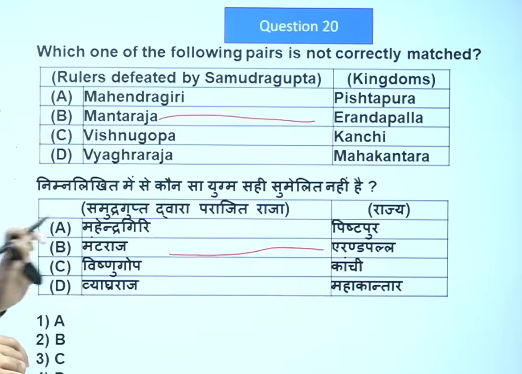 Question 20
Which one of the following pairs is not correctly matched?
(Rulers defeated by Samudragupta) (Kingdoms)
(A) Mahendragiri Pishtapura
(B) Mantaraja Erandapalla
(C) Vishnugopa Kanchi
(D) Vyaghraraja Mahakantara
निम्नलिखित में से कौन सा युग्म सही सुमेलित नहीं है ?
(समुद्रगुप्त द्वारा पराजित राजा) (राज्य)
(A) महेन्द्रगिरि पिष्टपुर
(B) मंटराज एरण्डपल्ल
(C) विष्णुगोप कांची
(D) व्याघ्रराज महाकान्तार
1) A
2) B
3) C